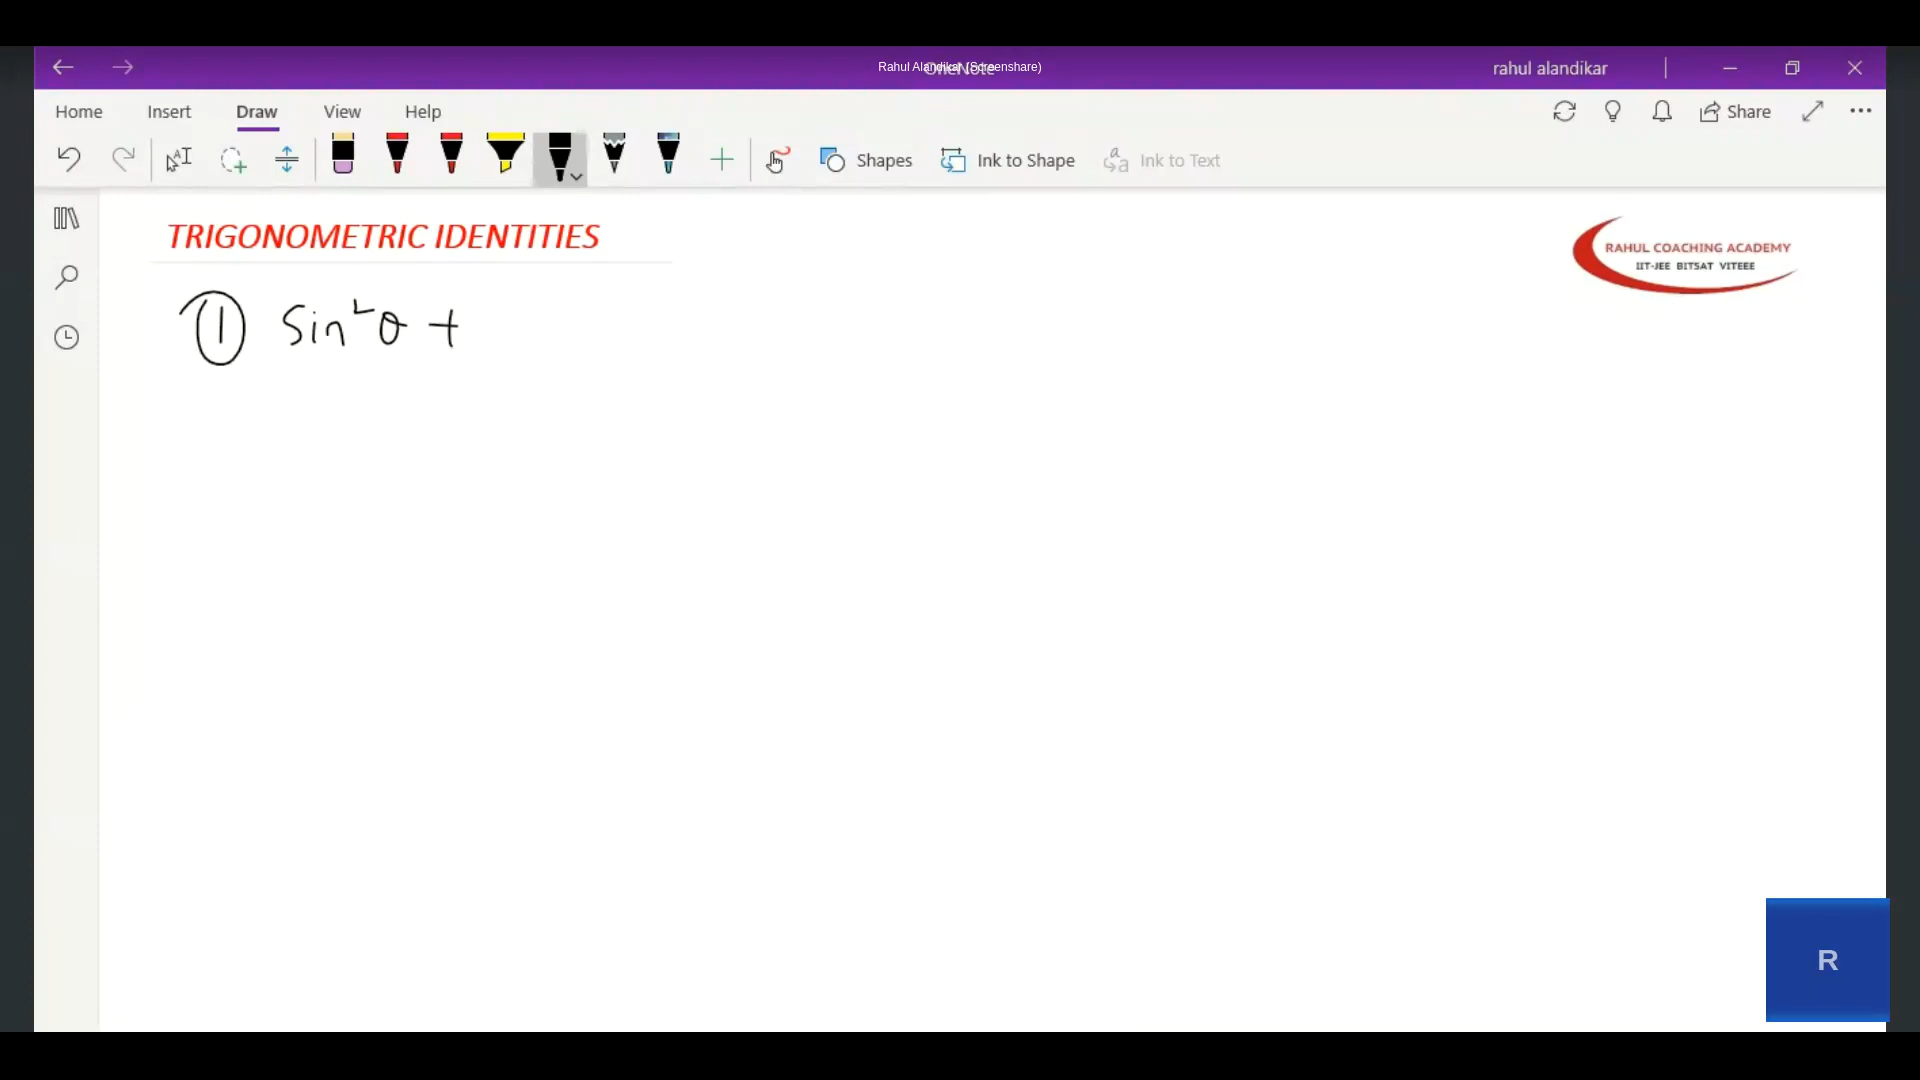 Rahul Alandikar (Screenshare)
rahul alandikar
Home Insert Draw View Help
Share
Shapes Ink to Shape Ink to Text
TRIGONOMETRIC IDENTITIES
RAHUL COACHING ACADEMY
IIT-JEE BITSAT VITEEE
① Sin²θ +
R